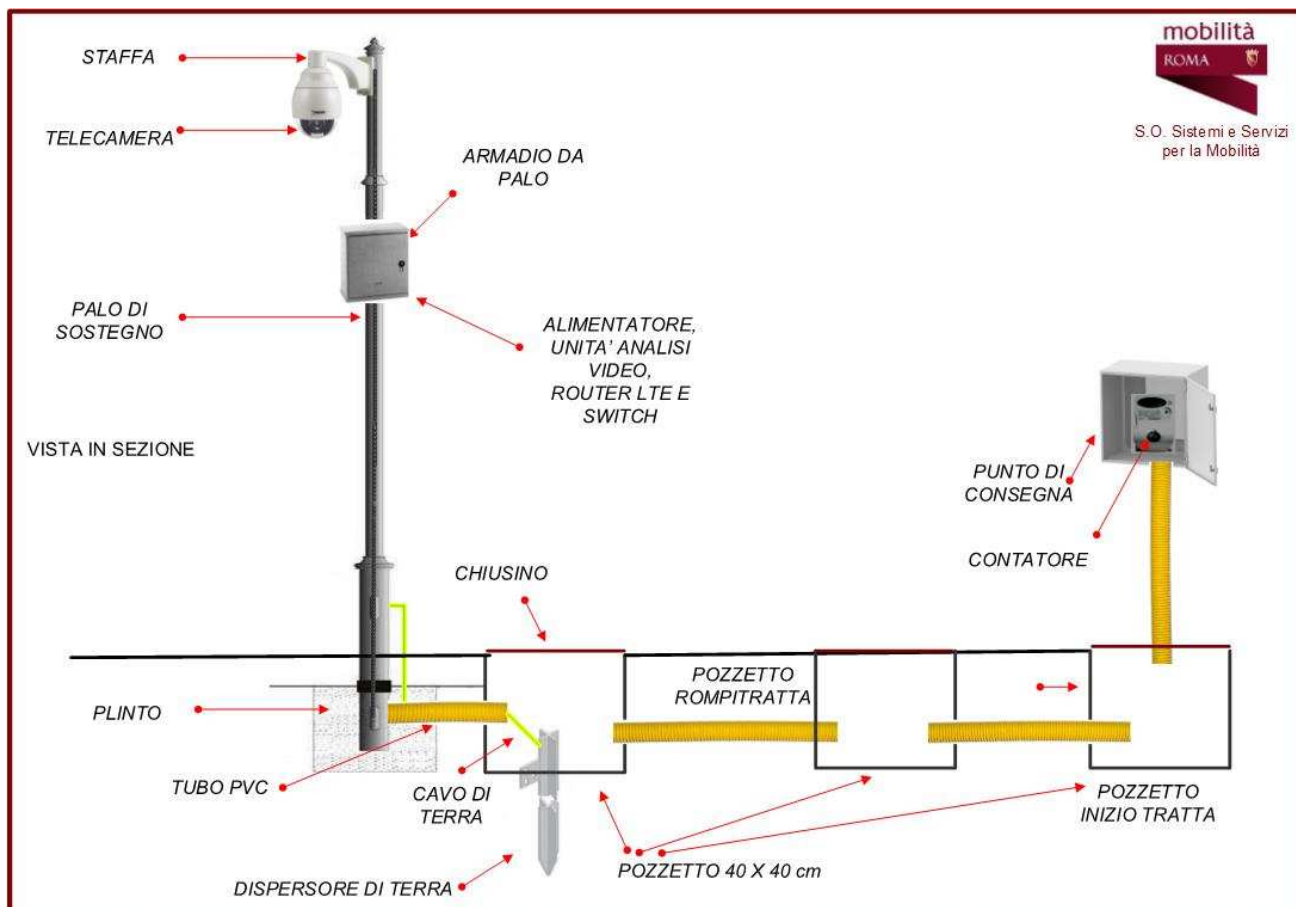 mobilità
ROMA
S.O. Sistemi e Servizi
per la Mobilità
STAFFA
TELECAMERA
ARMADIO DA
PALO
PALO DI
SOSTEGNO
ALIMENTATORE,
UNITA' ANALISI
VIDEO,
ROUTER LTE E
SWITCH
VISTA IN SEZIONE
PUNTO DI
CONSEGNA
CONTATORE
CHIUSINO
POZZETTO
ROMPITRATTA
PLINTO
TUBO PVC
CAVO DI
TERRA
POZZETTO
INIZIO TRATTA
POZZETTO 40 X 40 cm
DISPERSORE DI TERRA